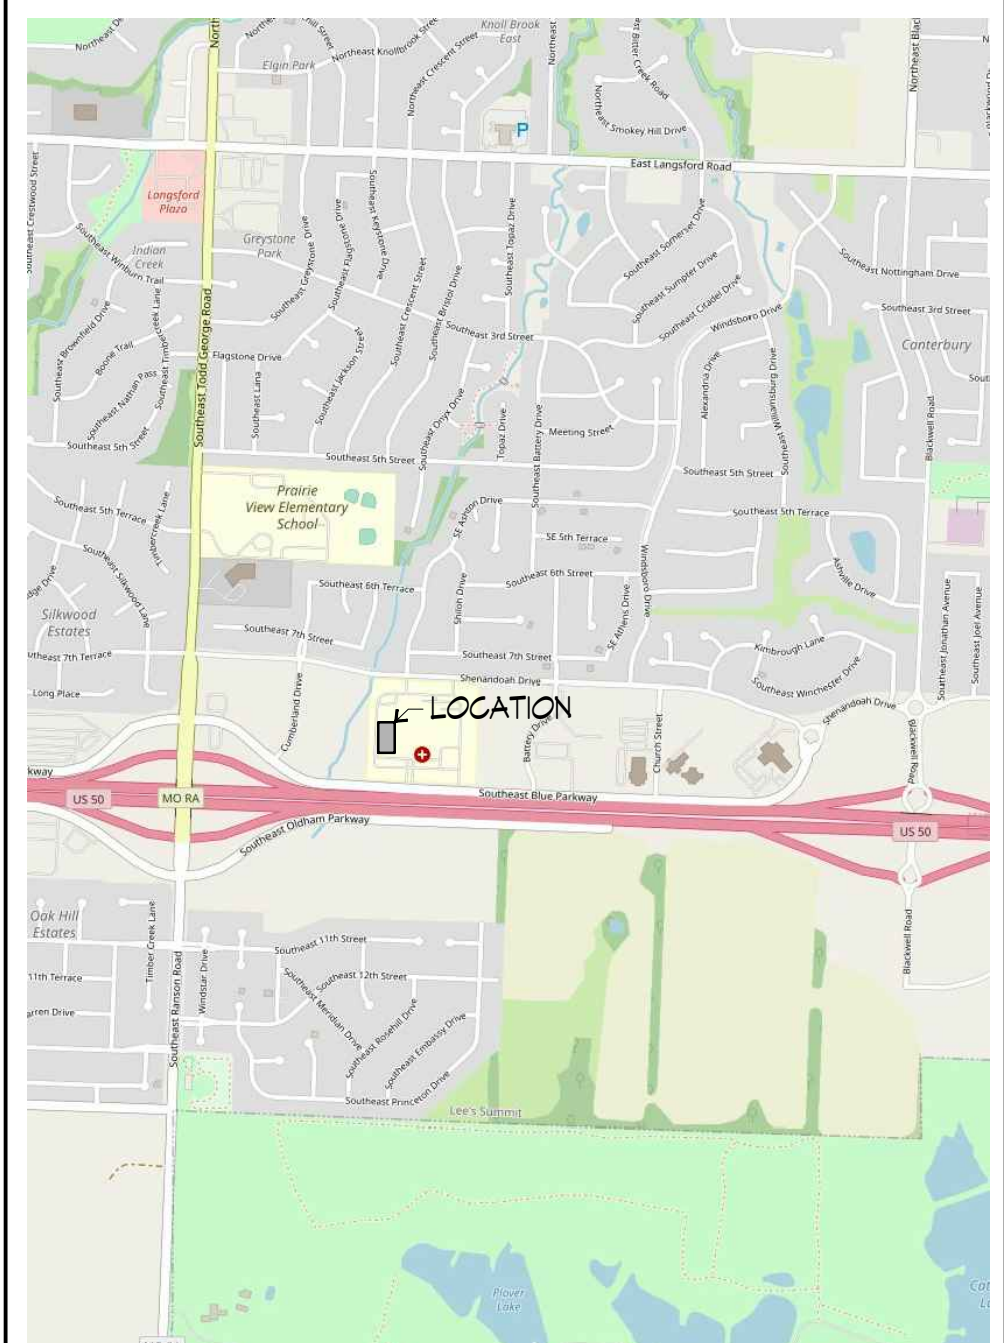 Knoll Brook
East
Northeast Knollbrook Street
Northeast Crescent Street
Elgin Park
Northeast
Northeast Smokey Hill Drive
P
East Langsford Road
Southeast Crestwood Street
Langsford
Plaza
Greystone
Park
Indian
Creek
Southeast Winburn Trail
Southeast Greystone Drive
Southeast Flagstone Drive
Southeast Keystone Drive
Southeast Crescent Street
Southeast Bristol Drive
Southeast Topaz Drive
Southeast Somerset Drive
Southeast Sumpter Drive
Southeast Citadel Drive
Windsboro Drive
Southeast Nottingham Drive
Southeast 3rd Street
Southeast 3rd Street
Canterbury
Southeast Brownfield Drive
Boone Trail
Southeast Nathan Pass
Southeast Timbercreek Lane
Southeast Todd George Road
Flagstone Drive
Southeast Lana
Southeast Jackson Street
Southeast Onyx Drive
Topaz Drive
Southeast Battery Drive
Meeting Street
Alexandria Drive
Southeast Williamsburg Drive
Blackwell Road
Southeast 5th Street
Southeast 5th Street
Southeast 5th Street
Prairie
View Elementary
School
Southeast 5th Terrace
Timbercreek Lane
Southeast Silkwood Lane
SE Ashton Drive
SE 5th Terrace
Southeast 5th Terrace
Ashville Drive
Silkwood
Estates
Southeast 6th Terrace
Shiloh Drive
Southeast 6th Street
SE Athens Drive
Windsboro Drive
Southeast Jonathan Avenue
Southeast Joel Avenue
Southeast 7th Street
Southeast 7th Street
utheast 7th Terrace
Long Place
Shenandoah Drive
Kimbrough Lane
Southeast Winchester Drive
Shenandoah Drive
Cumberland Drive
LOCATION
Battery Drive
Church Street
Blackwell Road
kway
US 50
MO RA
Southeast Blue Parkway
Southeast Oldham Parkway
US 50
Oak Hill
Estates
Timber Creek Lane
Southeast Ranson Road
Windstar Drive
Southeast 11th Street
11th Terrace
Southeast 12th Street
Southeast Meridian Drive
Southeast Rosehill Drive
Southeast Embassy Drive
Southeast Princeton Drive
arren Drive
Blackwell Road
Lee's Summit
Plover
Lake